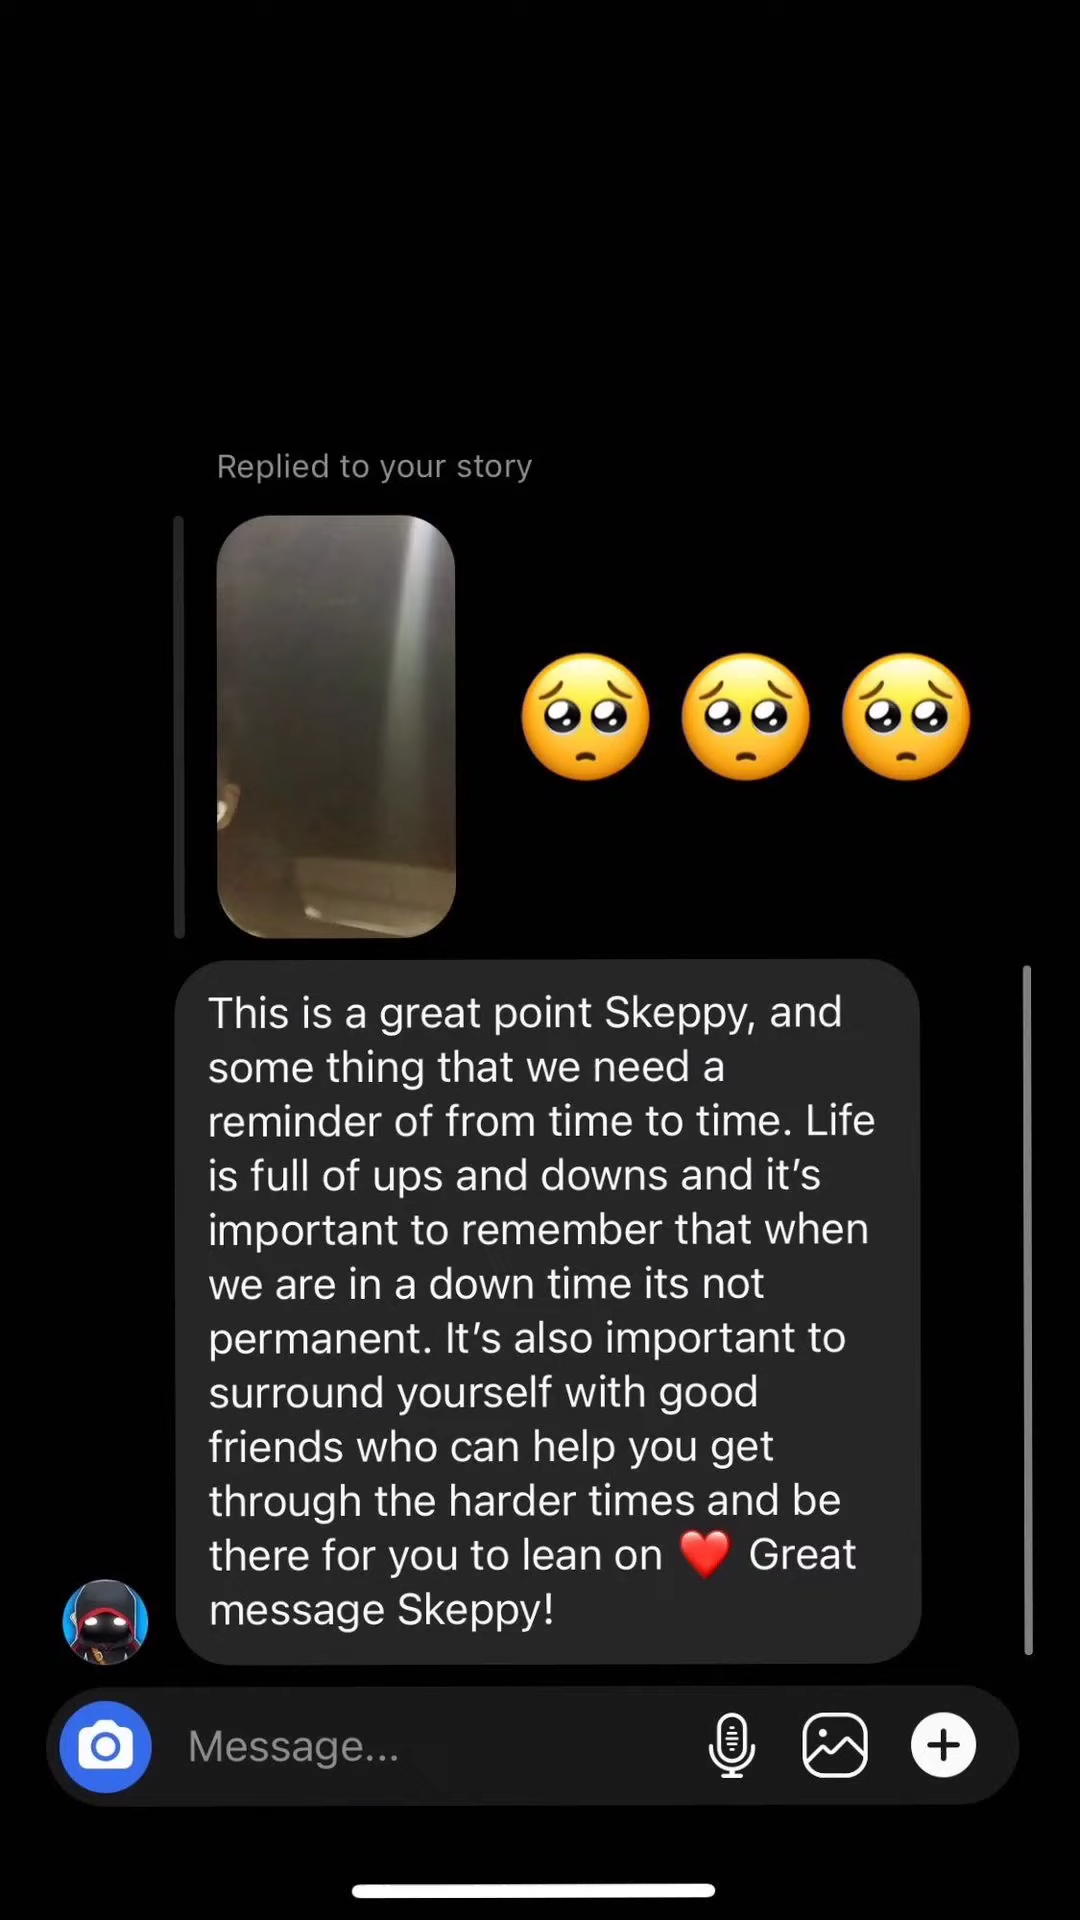 Replied to your story
🥺 🥺 🥺
This is a great point Skeppy, and
some thing that we need a
reminder of from time to time. Life
is full of ups and downs and it’s
important to remember that when
we are in a down time its not
permanent. It’s also important to
surround yourself with good
friends who can help you get
through the harder times and be
there for you to lean on ❤️ Great
message Skeppy!
Message...